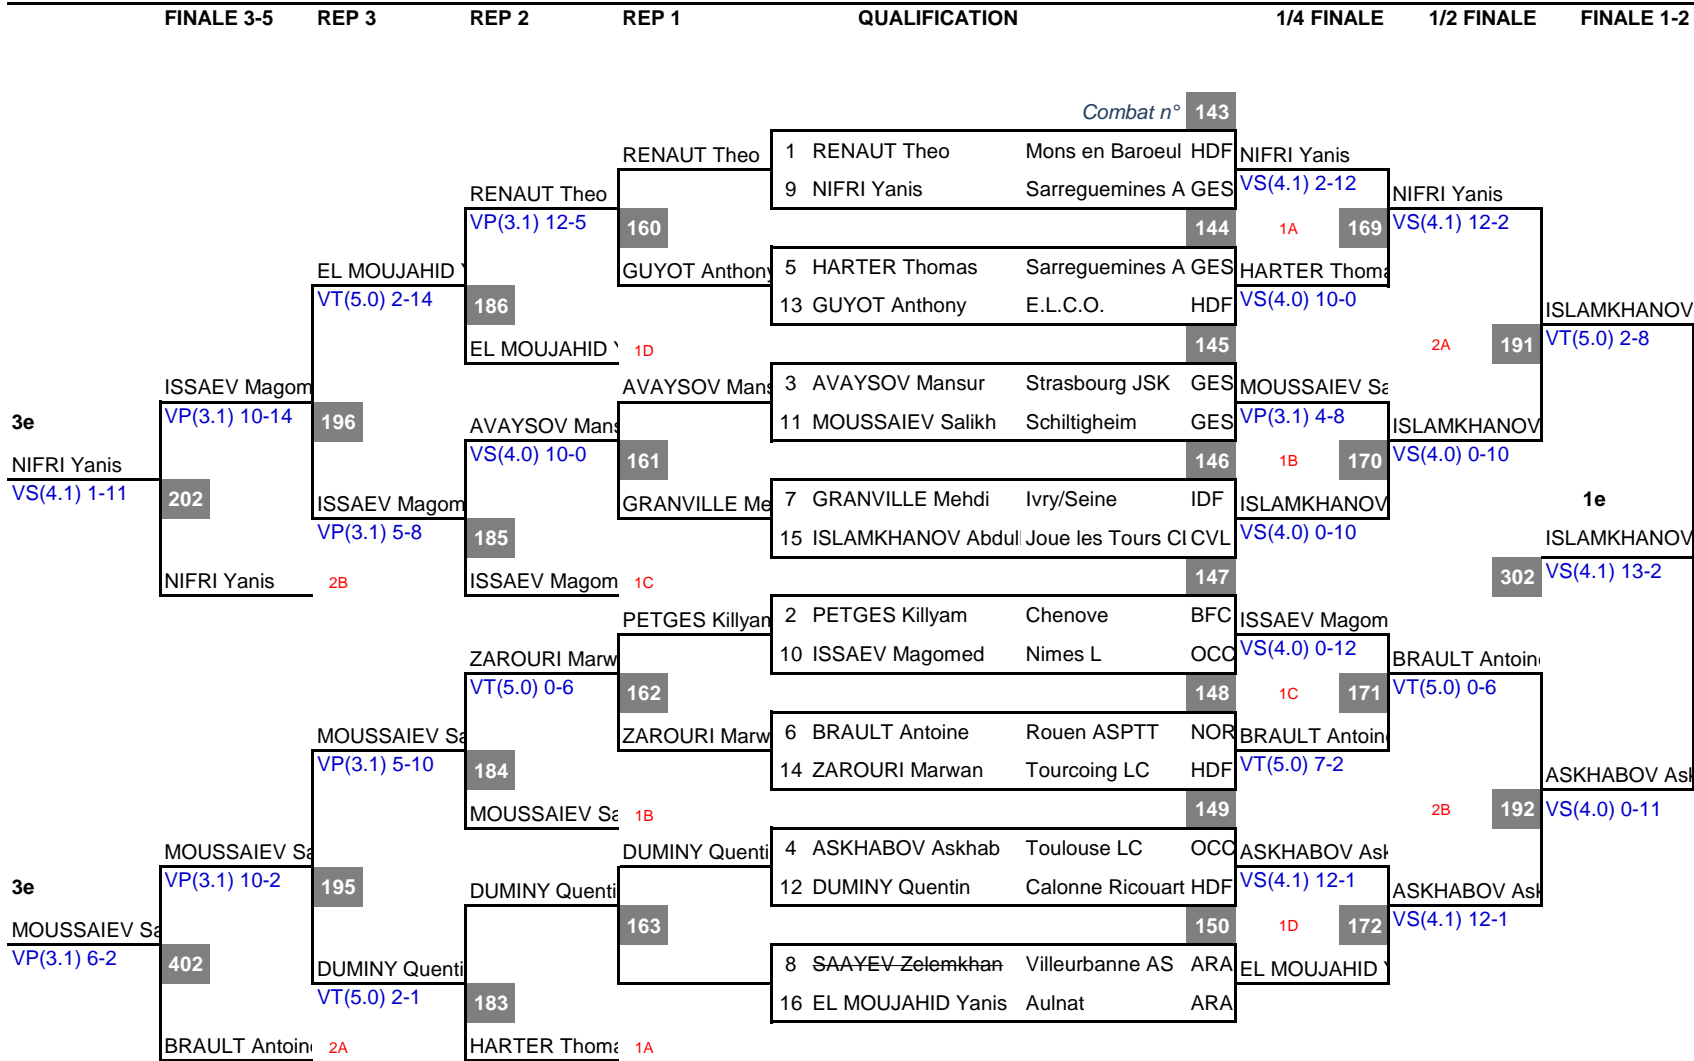 FINALE 3-5 REP 3 REP 2 REP 1 QUALIFICATION 1/4 FINALE 1/2 FINALE FINALE 1-2
Combat n° 143
RENAUT Theo 1 RENAUT Theo Mons en Baroeul HDF NIFRI Yanis
VS(4.1) 2-12
RENAUT Theo 9 NIFRI Yanis Sarreguemines A GES NIFRI Yanis
VP(3.1) 12-5 160 144 1A 169 VS(4.1) 12-2
EL MOUJAHID Y GUYOT Anthony 5 HARTER Thomas Sarreguemines A GES HARTER Thoma
VT(5.0) 2-14 186 13 GUYOT Anthony E.L.C.O. HDF VS(4.0) 10-0
ISLAMKHANOV
EL MOUJAHID Y 1D 145 2A 191 VT(5.0) 2-8
ISSAEV Magom AVAYSOV Mans 3 AVAYSOV Mansur Strasbourg JSK GES MOUSSAIEV Sa
VP(3.1) 10-14 VP(3.1) 4-8
3e 196 AVAYSOV Mans 11 MOUSSAIEV Salikh Schiltigheim GES ISLAMKHANOV
VS(4.0) 10-0 161 146 1B 170 VS(4.0) 0-10
NIFRI Yanis
VS(4.1) 1-11 202 ISSAEV Magom GRANVILLE Me 7 GRANVILLE Mehdi Ivry/Seine IDF ISLAMKHANOV 1e
VP(3.1) 5-8 185 15 ISLAMKHANOV Abdul Joue les Tours CL CVL VS(4.0) 0-10 ISLAMKHANOV
NIFRI Yanis 2B ISSAEV Magom 1C 147 302 VS(4.1) 13-2
PETGES Killyam 2 PETGES Killyam Chenove BFC ISSAEV Magom
VS(4.0) 0-12
ZAROURI Marw 10 ISSAEV Magomed Nimes L OCC BRAULT Antoine
VT(5.0) 0-6 162 148 1C 171 VT(5.0) 0-6
MOUSSAIEV Sa ZAROURI Marw 6 BRAULT Antoine Rouen ASPTT NOR BRAULT Antoin
VP(3.1) 5-10 184 14 ZAROURI Marwan Tourcoing LC HDF VT(5.0) 7-2 ASKHABOV Ask
MOUSSAIEV Sa 1B 149 2B 192 VS(4.0) 0-11
MOUSSAIEV Sa DUMINY Quenti 4 ASKHABOV Askhab Toulouse LC OCC ASKHABOV Ask
VP(3.1) 10-2 VS(4.1) 12-1
3e 195 DUMINY Quenti 12 DUMINY Quentin Calonne Ricouart HDF ASKHABOV Ask
163 150 1D 172 VS(4.1) 12-1
MOUSSAIEV Sa
VP(3.1) 6-2 402 DUMINY Quenti 8 SAAYEV Zelemkhan Villeurbanne AS ARA EL MOUJAHID Y
VT(5.0) 2-1 183 16 EL MOUJAHID Yanis Aulnat ARA
BRAULT Antoine 2A HARTER Thoma 1A